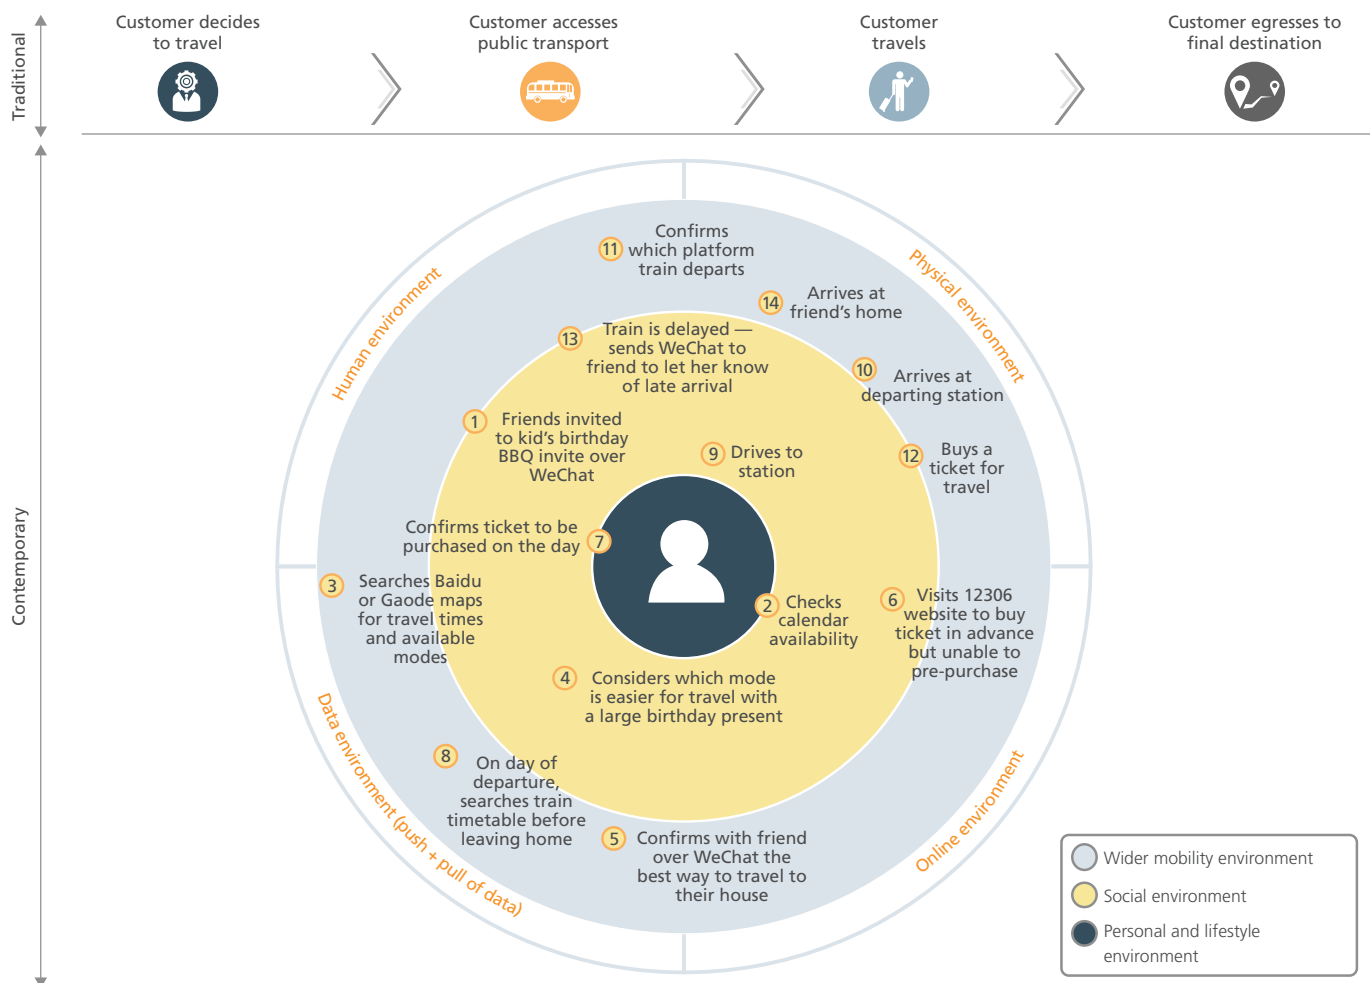 Traditional
Customer decides
to travel
Customer accesses
public transport
Customer
travels
Customer egresses to
final destination
Contemporary
Human environment
Physical environment
Data environment (push + pull of data)
Online environment
11
Confirms
which platform
train departs
14
Arrives at
friend's home
13
Train is delayed —
sends WeChat to
friend to let her know
of late arrival
10
Arrives at
departing station
1
Friends invited
to kid's birthday
BBQ invite over
WeChat
9
Drives to
station
12
Buys a
ticket for
travel
7
Confirms ticket to be
purchased on the day
3
Searches Baidu
or Gaode maps
for travel times
and available
modes
2
Checks
calendar
availability
6
Visits 12306
website to buy
ticket in advance
but unable to
pre-purchase
4
Considers which mode
is easier for travel with
a large birthday present
8
On day of
departure,
searches train
timetable before
leaving home
5
Confirms with friend
over WeChat the
best way to travel to
their house
Wider mobility environment
Social environment
Personal and lifestyle
environment